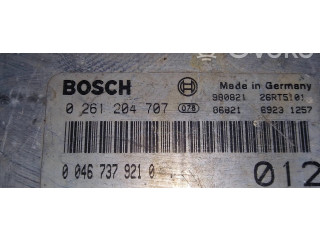 BOSCH
Made in Germany
980821 26RT5101
0 261 204 707 078
06021 6923 1257
0 046 737 921 0
012